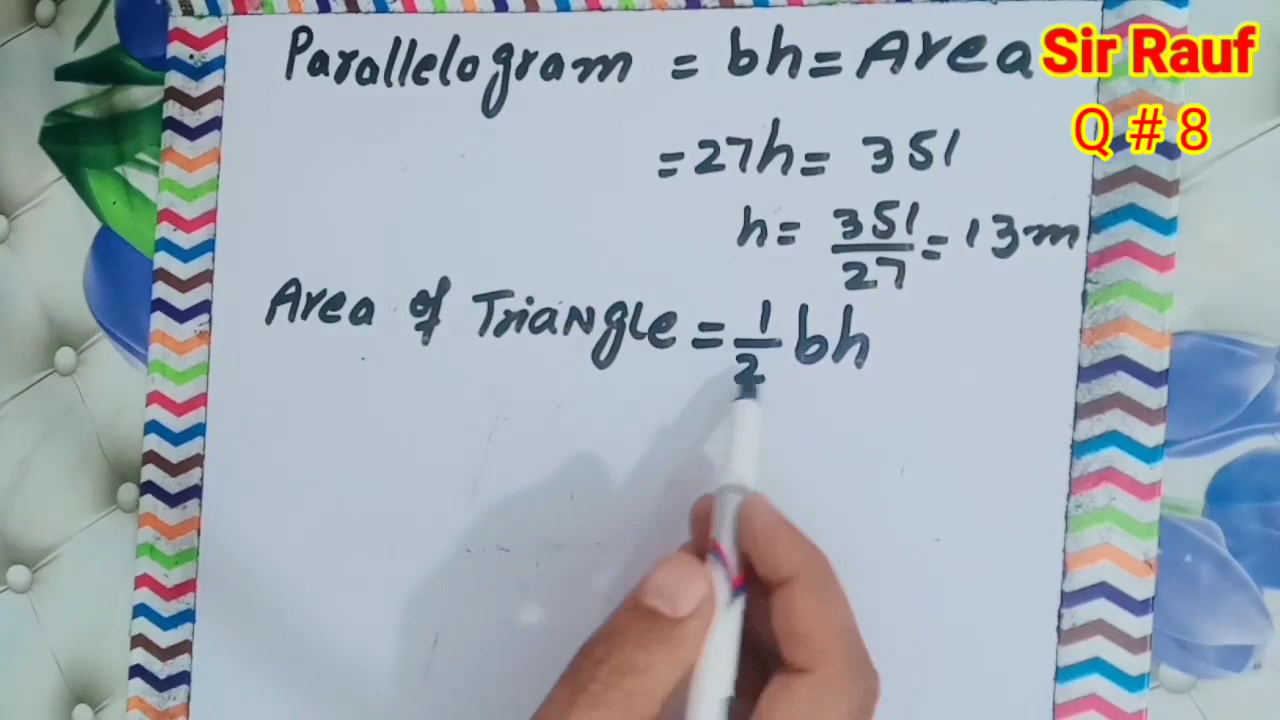 Parallelogram = bh = Area
Sir Rauf
Q # 8
= 27h = 351
h = 351/27 = 13m
Area of Triangle = 1/2 bh